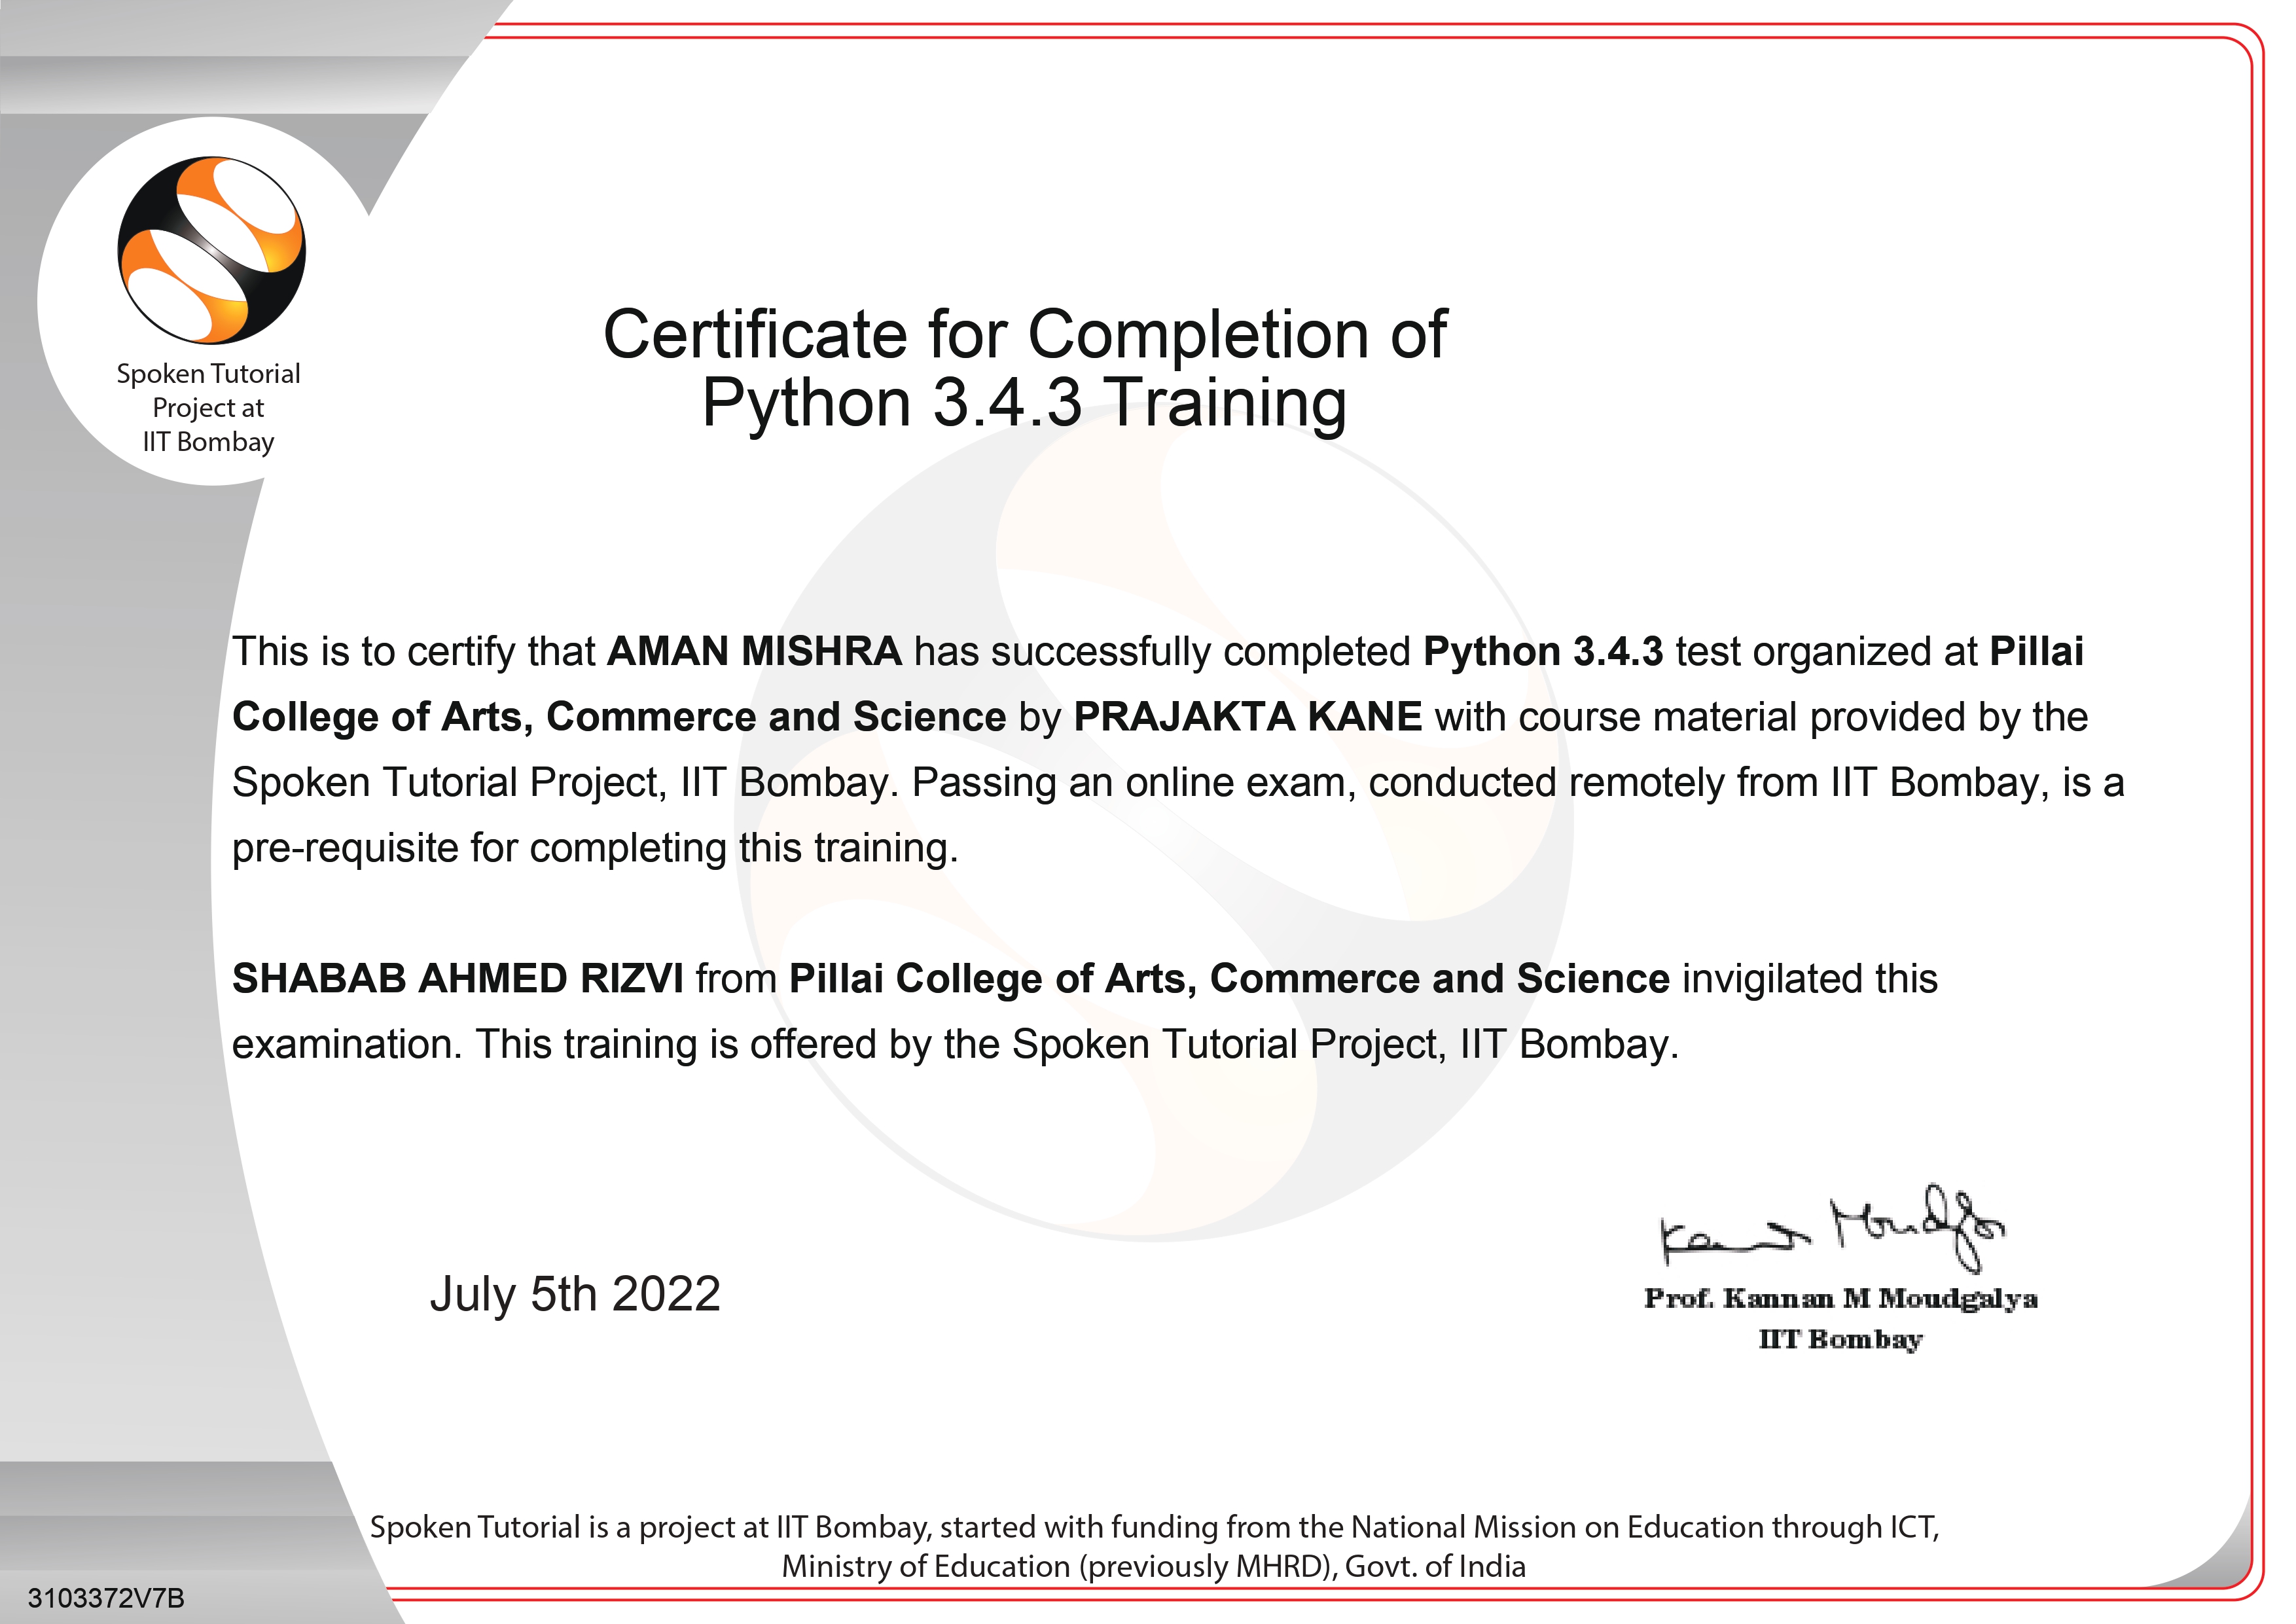 Spoken Tutorial
Project at
IIT Bombay
Certificate for Completion of
Python 3.4.3 Training
This is to certify that AMAN MISHRA has successfully completed Python 3.4.3 test organized at Pillai
College of Arts, Commerce and Science by PRAJAKTA KANE with course material provided by the
Spoken Tutorial Project, IIT Bombay. Passing an online exam, conducted remotely from IIT Bombay, is a
pre-requisite for completing this training.
SHABAB AHMED RIZVI from Pillai College of Arts, Commerce and Science invigilated this
examination. This training is offered by the Spoken Tutorial Project, IIT Bombay.
July 5th 2022
Prof. Kannan M Moudgalya
IIT Bombay
Spoken Tutorial is a project at IIT Bombay, started with funding from the National Mission on Education through ICT,
Ministry of Education (previously MHRD), Govt. of India
3103372V7B